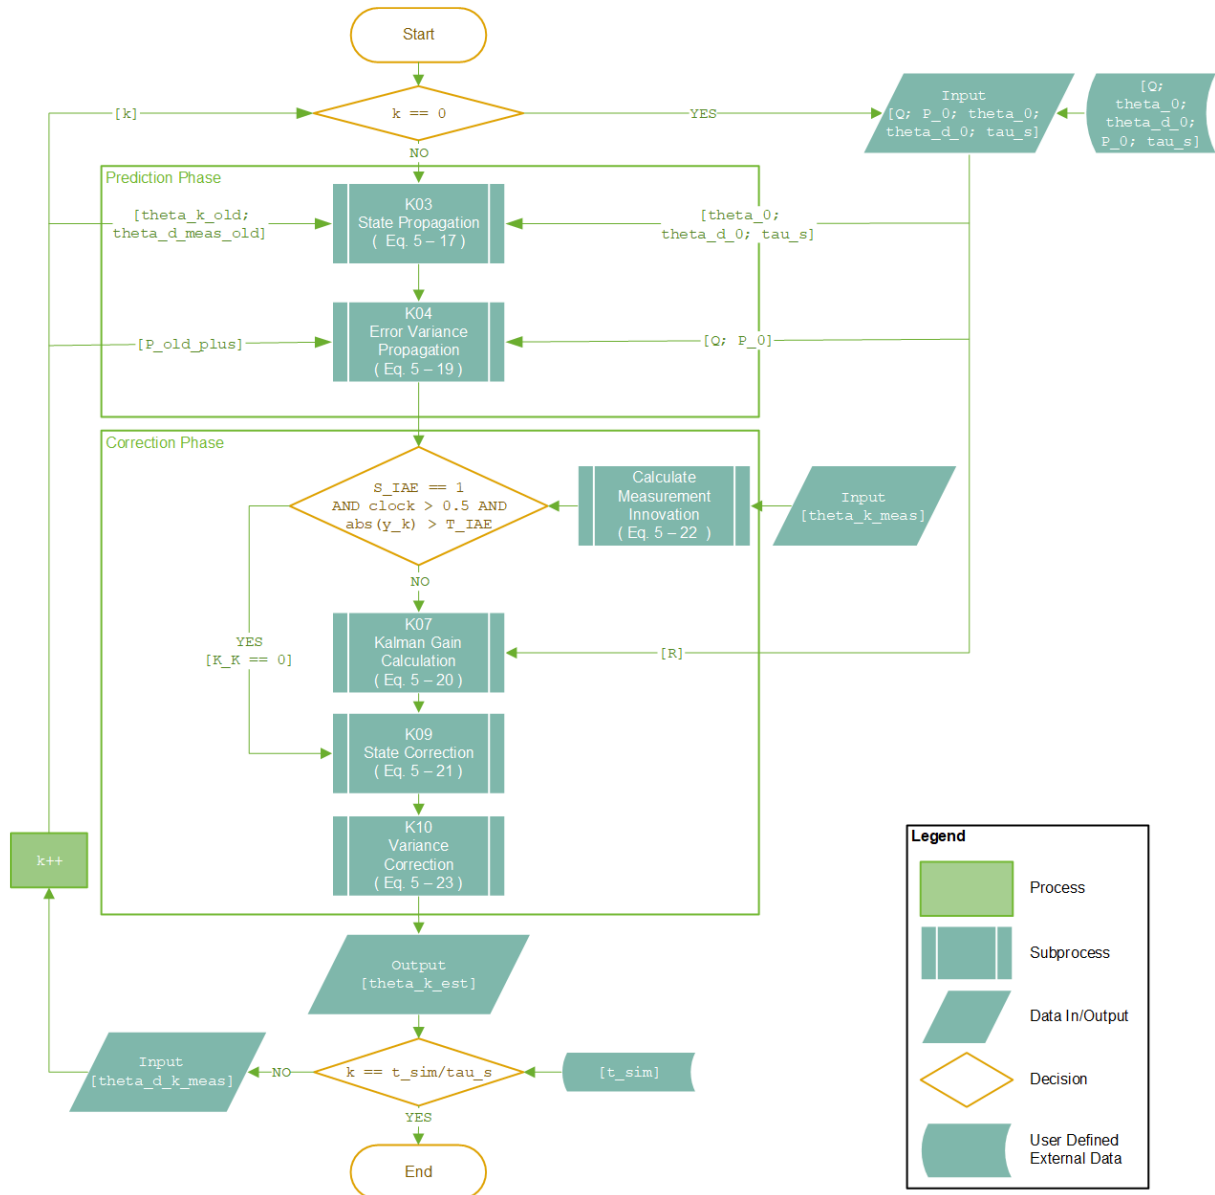 Start
k == 0
[k]
YES
NO
Input
[Q; P_0; theta_0;
theta_d_0; tau_s]
[Q;
theta_0;
theta_d_0;
P_0; tau_s]
Prediction Phase
K03
State Propagation
( Eq. 5 – 17 )
[theta_k_old;
theta_d_meas_old]
[theta_0;
theta_d_0; tau_s]
K04
Error Variance
Propagation
( Eq. 5 – 19 )
[P_old_plus]
[Q; P_0]
Correction Phase
S_IAE == 1
AND clock > 0.5 AND
abs(y_k) > T_IAE
Calculate
Measurement
Innovation
( Eq. 5 – 22 )
Input
[theta_k_meas]
NO
YES
[K_K == 0]
K07
Kalman Gain
Calculation
( Eq. 5 – 20 )
[R]
K09
State Correction
( Eq. 5 – 21 )
K10
Variance
Correction
( Eq. 5 – 23 )
k++
Output
[theta_k_est]
k == t_sim/tau_s
[t_sim]
NO
Input
[theta_d_k_meas]
YES
End
Legend
Process
Subprocess
Data In/Output
Decision
User Defined
External Data